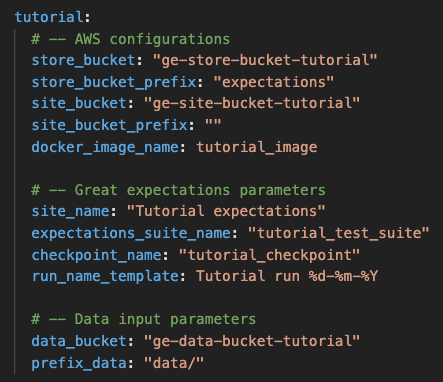 tutorial:
  # -- AWS configurations
  store_bucket: "ge-store-bucket-tutorial"
  store_bucket_prefix: "expectations"
  site_bucket: "ge-site-bucket-tutorial"
  site_bucket_prefix: ""
  docker_image_name: tutorial_image

  # -- Great expectations parameters
  site_name: "Tutorial expectations"
  expectations_suite_name: "tutorial_test_suite"
  checkpoint_name: "tutorial_checkpoint"
  run_name_template: Tutorial run %d-%m-%Y

  # -- Data input parameters
  data_bucket: "ge-data-bucket-tutorial"
  prefix_data: "data/"